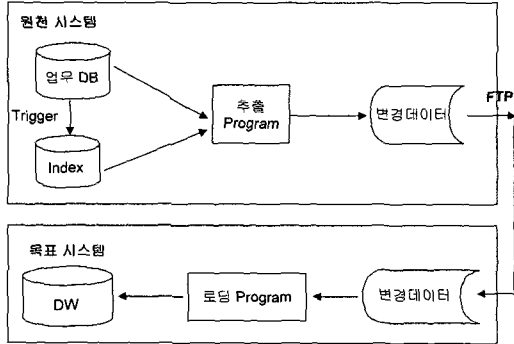 원천 시스템
업무 DB
Trigger
Index
추출
Program
변경데이터
FTP
목표 시스템
DW
로딩 Program
변경데이터